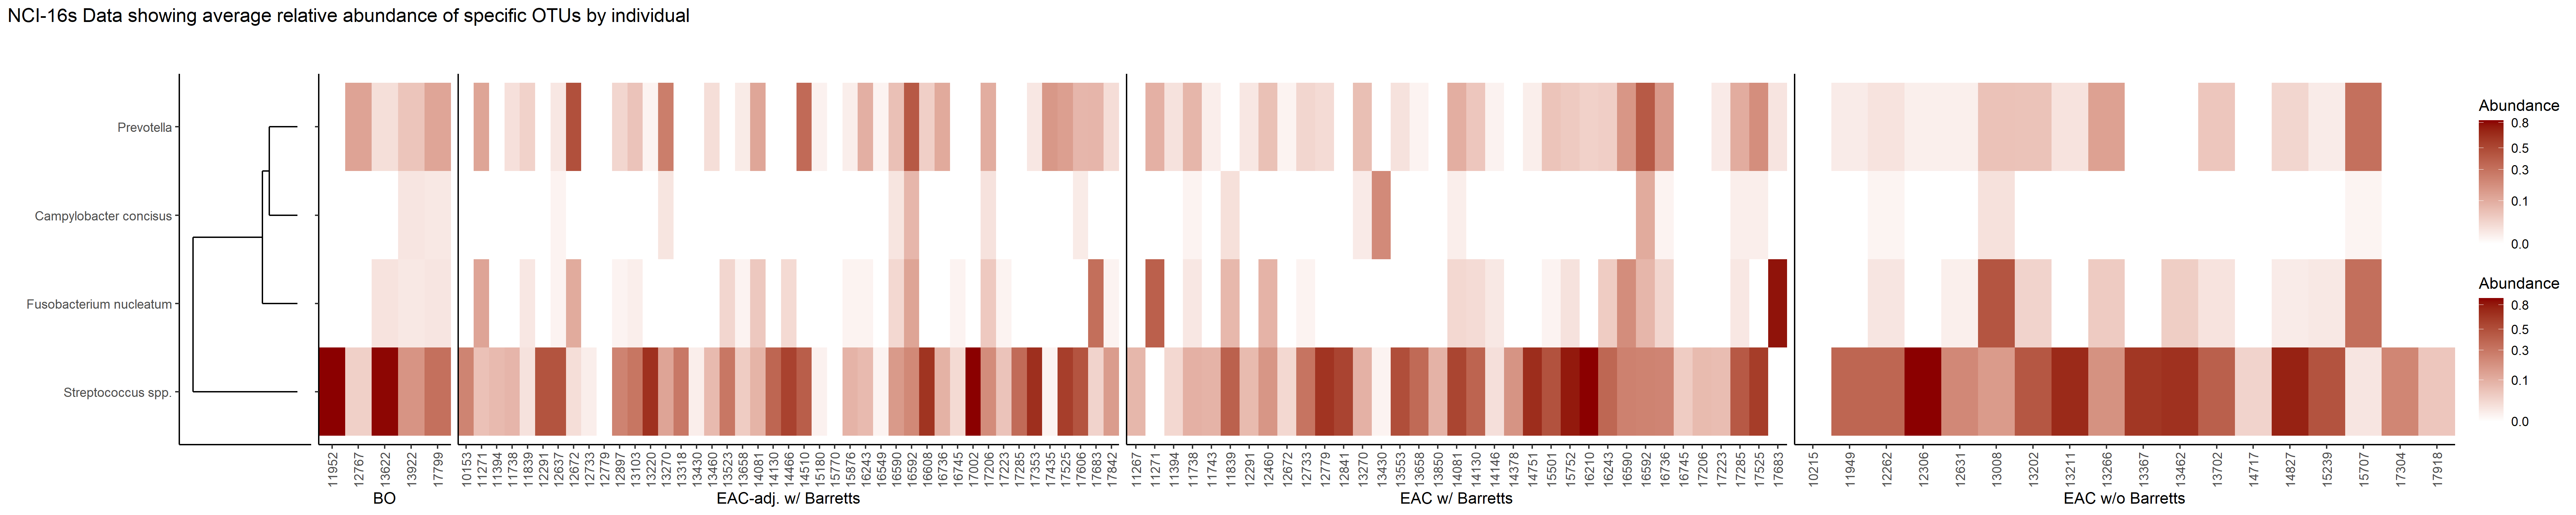 NCI-16s Data showing average relative abundance of specific OTUs by individual
Prevotella
Campylobacter concisus
Fusobacterium nucleatum
Streptococcus spp.
11952 12767 13622 13922 17799
BO
10153 11271 11394 11738 11839 12291 12637 12672 12733 12779 12897 13103 13220 13270 13318 13430 13460 13523 13658 14081 14130 14466 14510 15180 15770 15876 16243 16549 16590 16592 16608 16736 16745 17002 17206 17223 17285 17353 17435 17525 17606 17683 17842
EAC-adj. w/ Barretts
11267 11271 11394 11738 11743 11839 12291 12460 12672 12733 12779 12841 13270 13430 13553 13658 13850 14081 14130 14146 14378 14751 15501 15752 16210 16243 16590 16592 16736 16745 17206 17223 17285 17525 17683
EAC w/ Barretts
10215 11949 12262 12306 12631 13008 13202 13211 13266 13367 13462 13702 14717 14827 15239 15707 17304 17918
EAC w/o Barretts
Abundance
0.8
0.5
0.3
0.1
0.0
Abundance
0.8
0.5
0.3
0.1
0.0